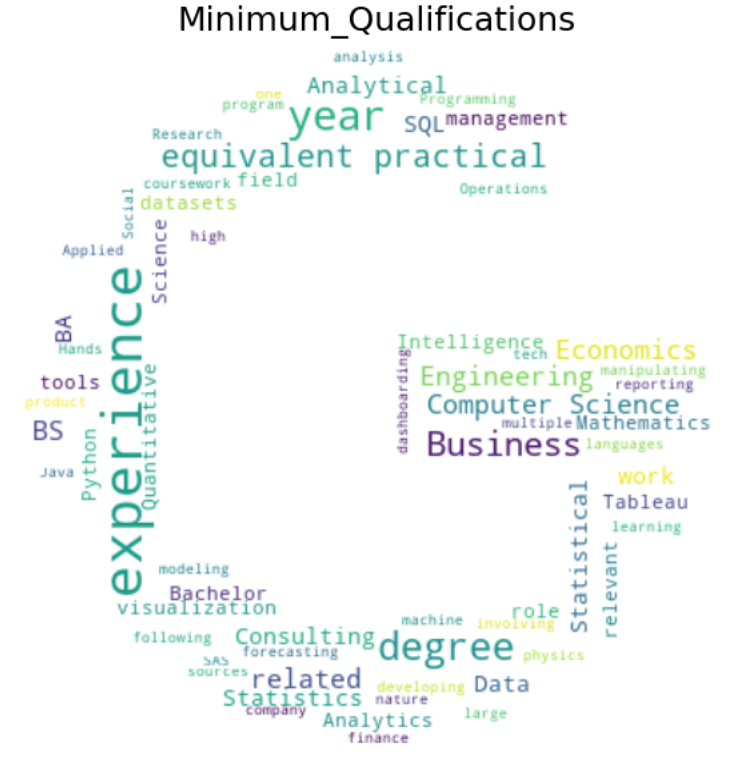 Minimum_Qualifications
analysis
Analytical
one
program
Programming
year
SQL
management
Research
equivalent practical
coursework
field
Operations
Social
datasets
Science
high
Applied
experience
BA
Hands
Intelligence
tech
Economics
dashboarding
Engineering
manipulating
reporting
tools
product
Quantitative
Computer Science
multiple
Mathematics
BS
Python
Business
languages
Java
work
Statistical
Tableau
learning
relevant
modeling
Bachelor
visualization
role
machine
involving
following
Consulting
degree
forecasting
physics
SAS
sources
related
developing
Data
Statistics
nature
company
Analytics
large
finance